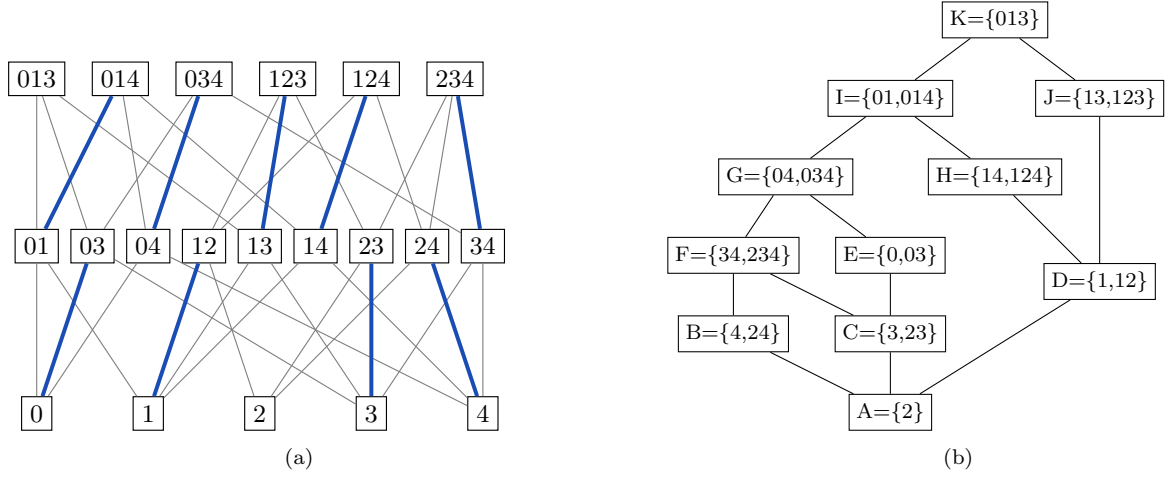 013 014 034 123 124 234
01 03 04 12 13 14 23 24 34
0 1 2 3 4
(a)
K={013}
I={01,014} J={13,123}
G={04,034} H={14,124}
F={34,234} E={0,03}
D={1,12}
B={4,24} C={3,23}
A={2}
(b)